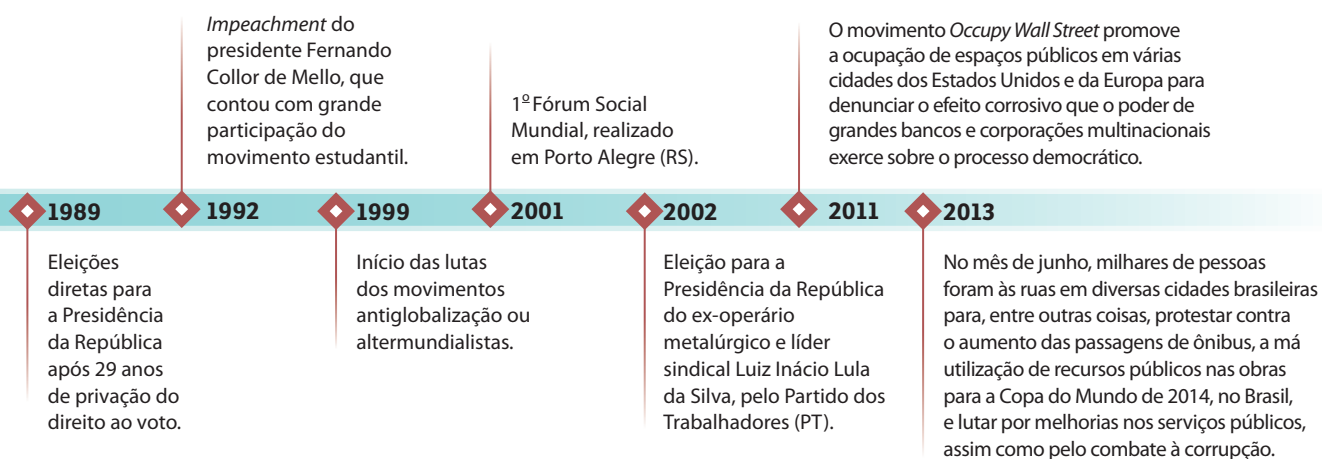 Impeachment do
presidente Fernando
Collor de Mello, que
contou com grande
participação do
movimento estudantil.
1º Fórum Social
Mundial, realizado
em Porto Alegre (RS).
O movimento Occupy Wall Street promove
a ocupação de espaços públicos em várias
cidades dos Estados Unidos e da Europa para
denunciar o efeito corrosivo que o poder de
grandes bancos e corporações multinacionais
exerce sobre o processo democrático.
1989 1992 1999 2001 2002 2011 2013
Eleições
diretas para
a Presidência
da República
após 29 anos
de privação do
direito ao voto.
Início das lutas
dos movimentos
antiglobalização ou
altermundialistas.
Eleição para a
Presidência da República
do ex-operário
metalúrgico e líder
sindical Luiz Inácio Lula
da Silva, pelo Partido dos
Trabalhadores (PT).
No mês de junho, milhares de pessoas
foram às ruas em diversas cidades brasileiras
para, entre outras coisas, protestar contra
o aumento das passagens de ônibus, a má
utilização de recursos públicos nas obras
para a Copa do Mundo de 2014, no Brasil,
e lutar por melhorias nos serviços públicos,
assim como pelo combate à corrupção.